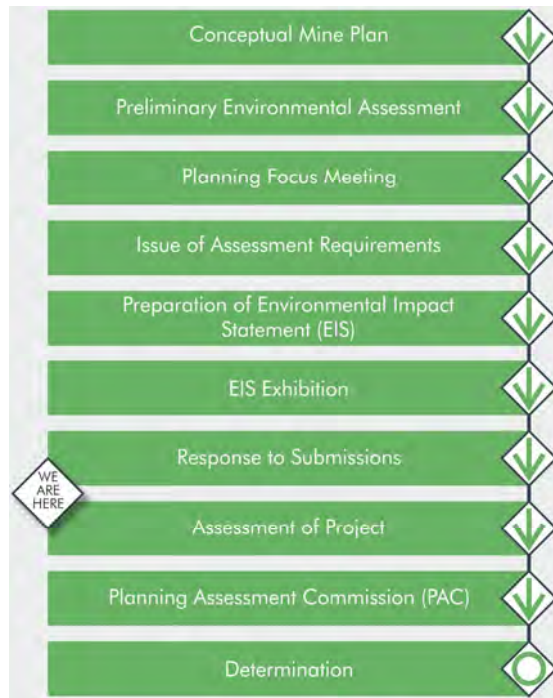 Conceptual Mine Plan
Preliminary Environmental Assessment
Planning Focus Meeting
Issue of Assessment Requirements
Preparation of Environmental Impact
Statement (EIS)
EIS Exhibition
Response to Submissions
WE
ARE
HERE
Assessment of Project
Planning Assessment Commission (PAC)
Determination